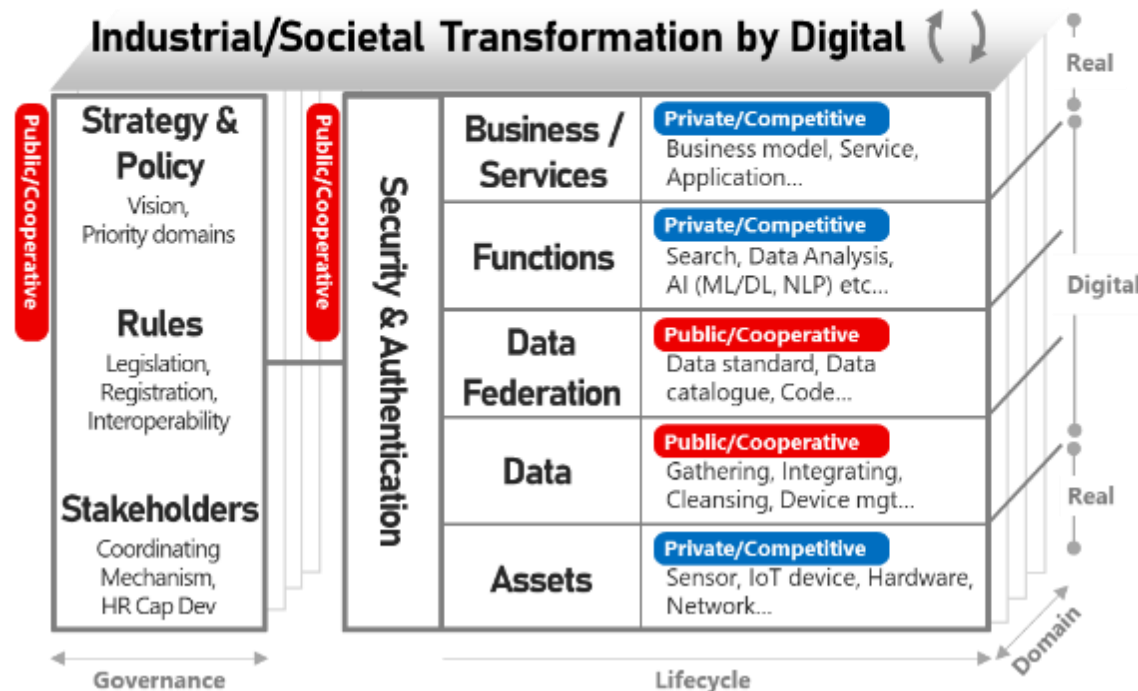 Industrial/Societal Transformation by Digital
Public/Cooperative
Strategy &
Policy
Vision,
Priority domains
Rules
Legislation,
Registration,
Interoperability
Stakeholders
Coordinating
Mechanism,
HR Cap Dev
Governance
Public/Cooperative
Security & Authentication
Business /
Services
Private/Competitive
Business model, Service,
Application...
Functions
Private/Competitive
Search, Data Analysis,
AI (ML/DL, NLP) etc...
Data
Federation
Public/Cooperative
Data standard, Data
catalogue, Code...
Data
Public/Cooperative
Gathering, Integrating,
Cleansing, Device mgt...
Assets
Private/Competitive
Sensor, IoT device, Hardware,
Network...
Lifecycle
Domain
Real
Digital
Real